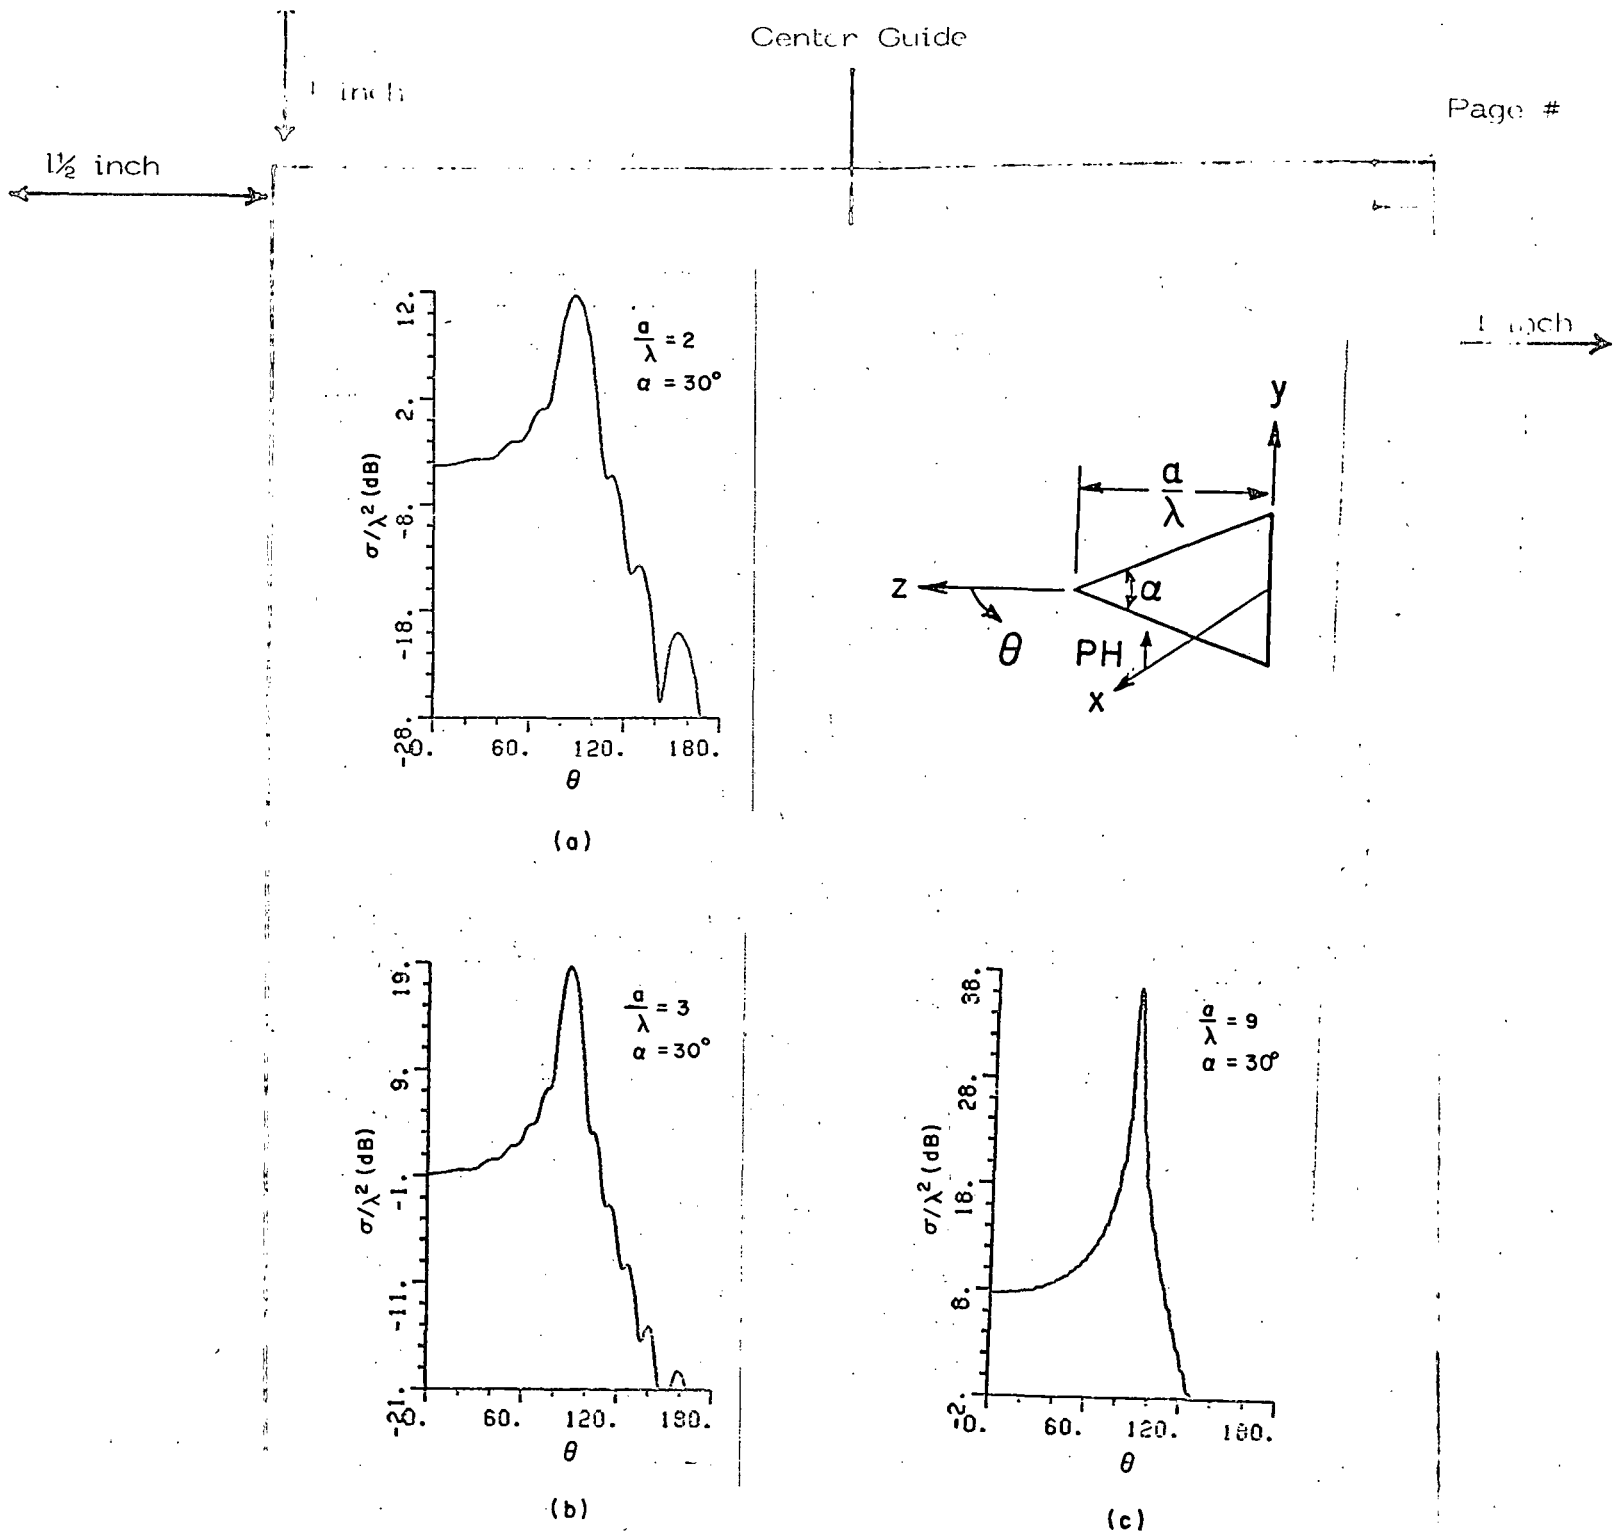 Center Guide
1 inch
Page #
1½ inch
1 inch
12.
2.
-8.
-18.
-28.
σ/λ² (dB)
a/λ = 2
α = 30°
0. 60. 120. 180.
θ
(a)
y
a/λ
z
α
θ
PH
x
19.
9.
-1.
-11.
-21.
σ/λ² (dB)
a/λ = 3
α = 30°
0. 60. 120. 180.
θ
(b)
38.
28.
18.
8.
-2.
σ/λ² (dB)
a/λ = 9
α = 30°
0. 60. 120. 180.
θ
(c)